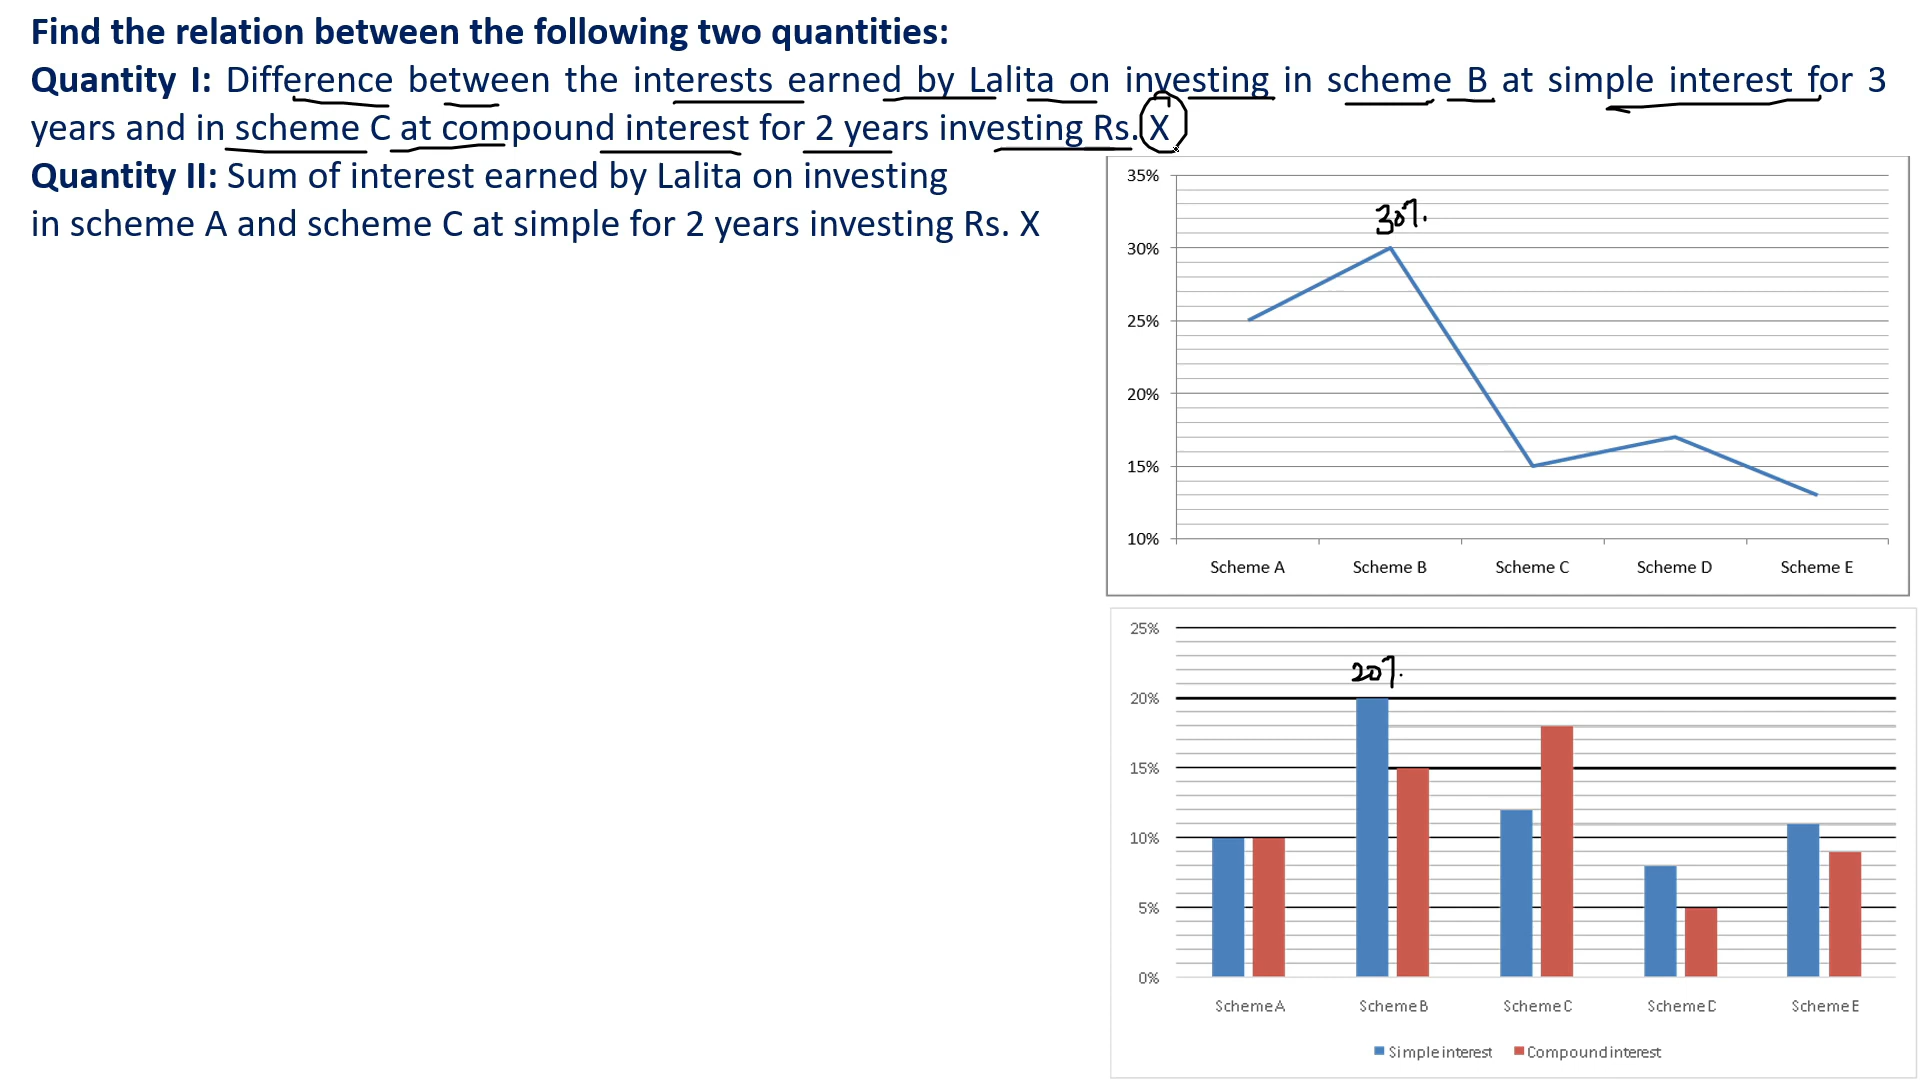 Find the relation between the following two quantities:
Quantity I: Difference between the interests earned by Lalita on investing in scheme B at simple interest for 3
years and in scheme C at compound interest for 2 years investing Rs. X
Quantity II: Sum of interest earned by Lalita on investing
in scheme A and scheme C at simple for 2 years investing Rs. X
35%
30%
30%
25%
20%
15%
10%
Scheme A Scheme B Scheme C Scheme D Scheme E
25%
20%
20%
15%
10%
5%
0%
Scheme A Scheme B Scheme C Scheme D Scheme E
Simple interest Compound interest